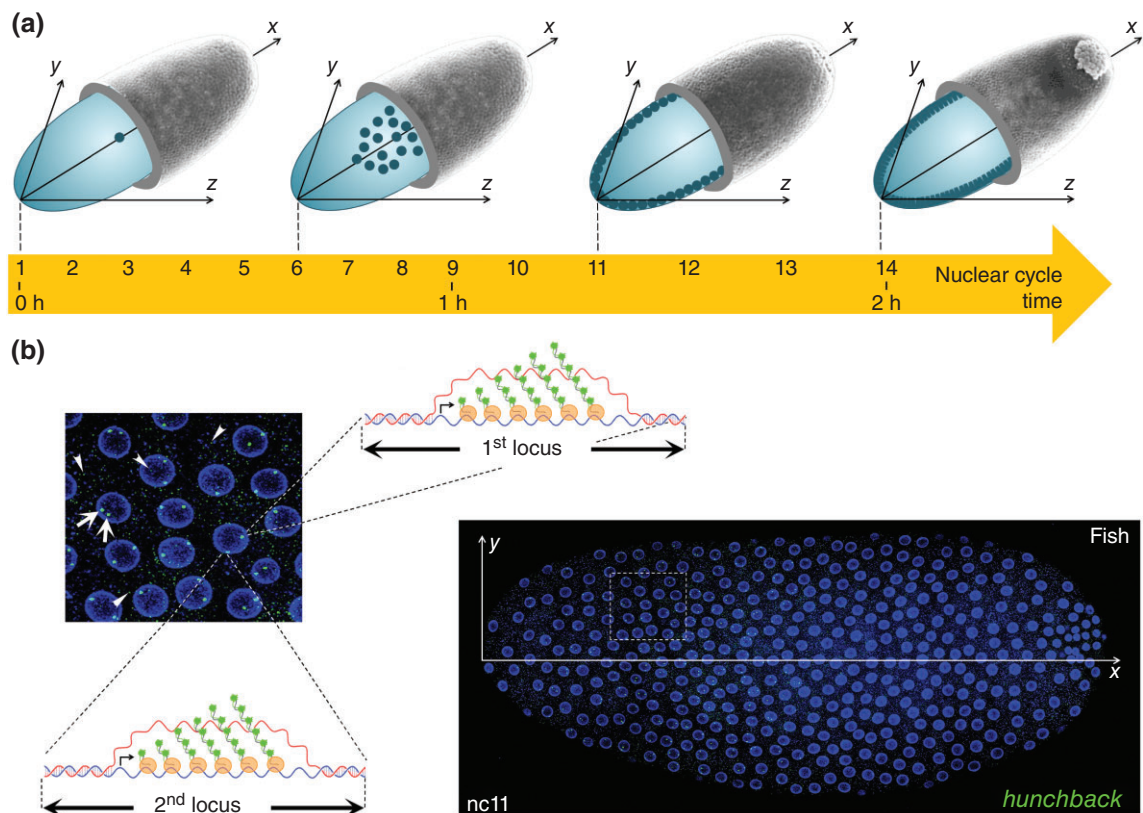 (a)
x
y
z
x
y
z
x
y
z
x
y
z
1 2 3 4 5 6 7 8 9 10 11 12 13 14 Nuclear cycle
0 h 1 h 2 h time
(b)
1st locus
2nd locus
Fish
y
x
nc11
hunchback